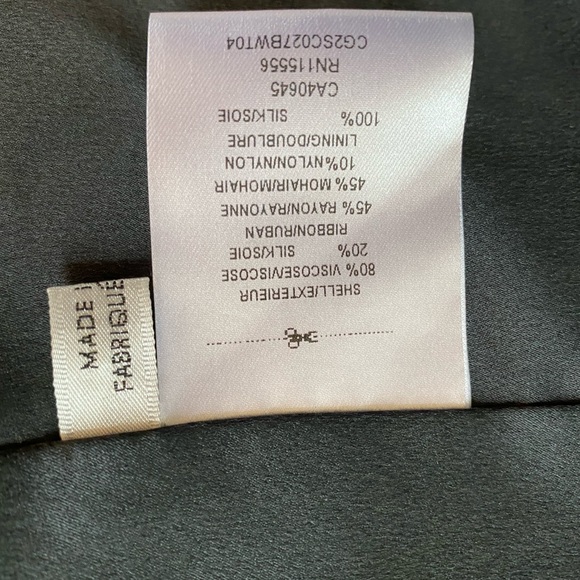 SHELL/EXTERIEUR
80% VISCOSE/VISCOSE
20% SILK/SOIE
RIBBON/RUBAN
45% RAYON/RAYONNE
45% MOHAIR/MOHAIR
10% NYLON/NYLON
LINING/DOUBLURE
100% SILK/SOIE
CA40645
RN115556
CG2SC027BWT04
MADE
FABRIQUE